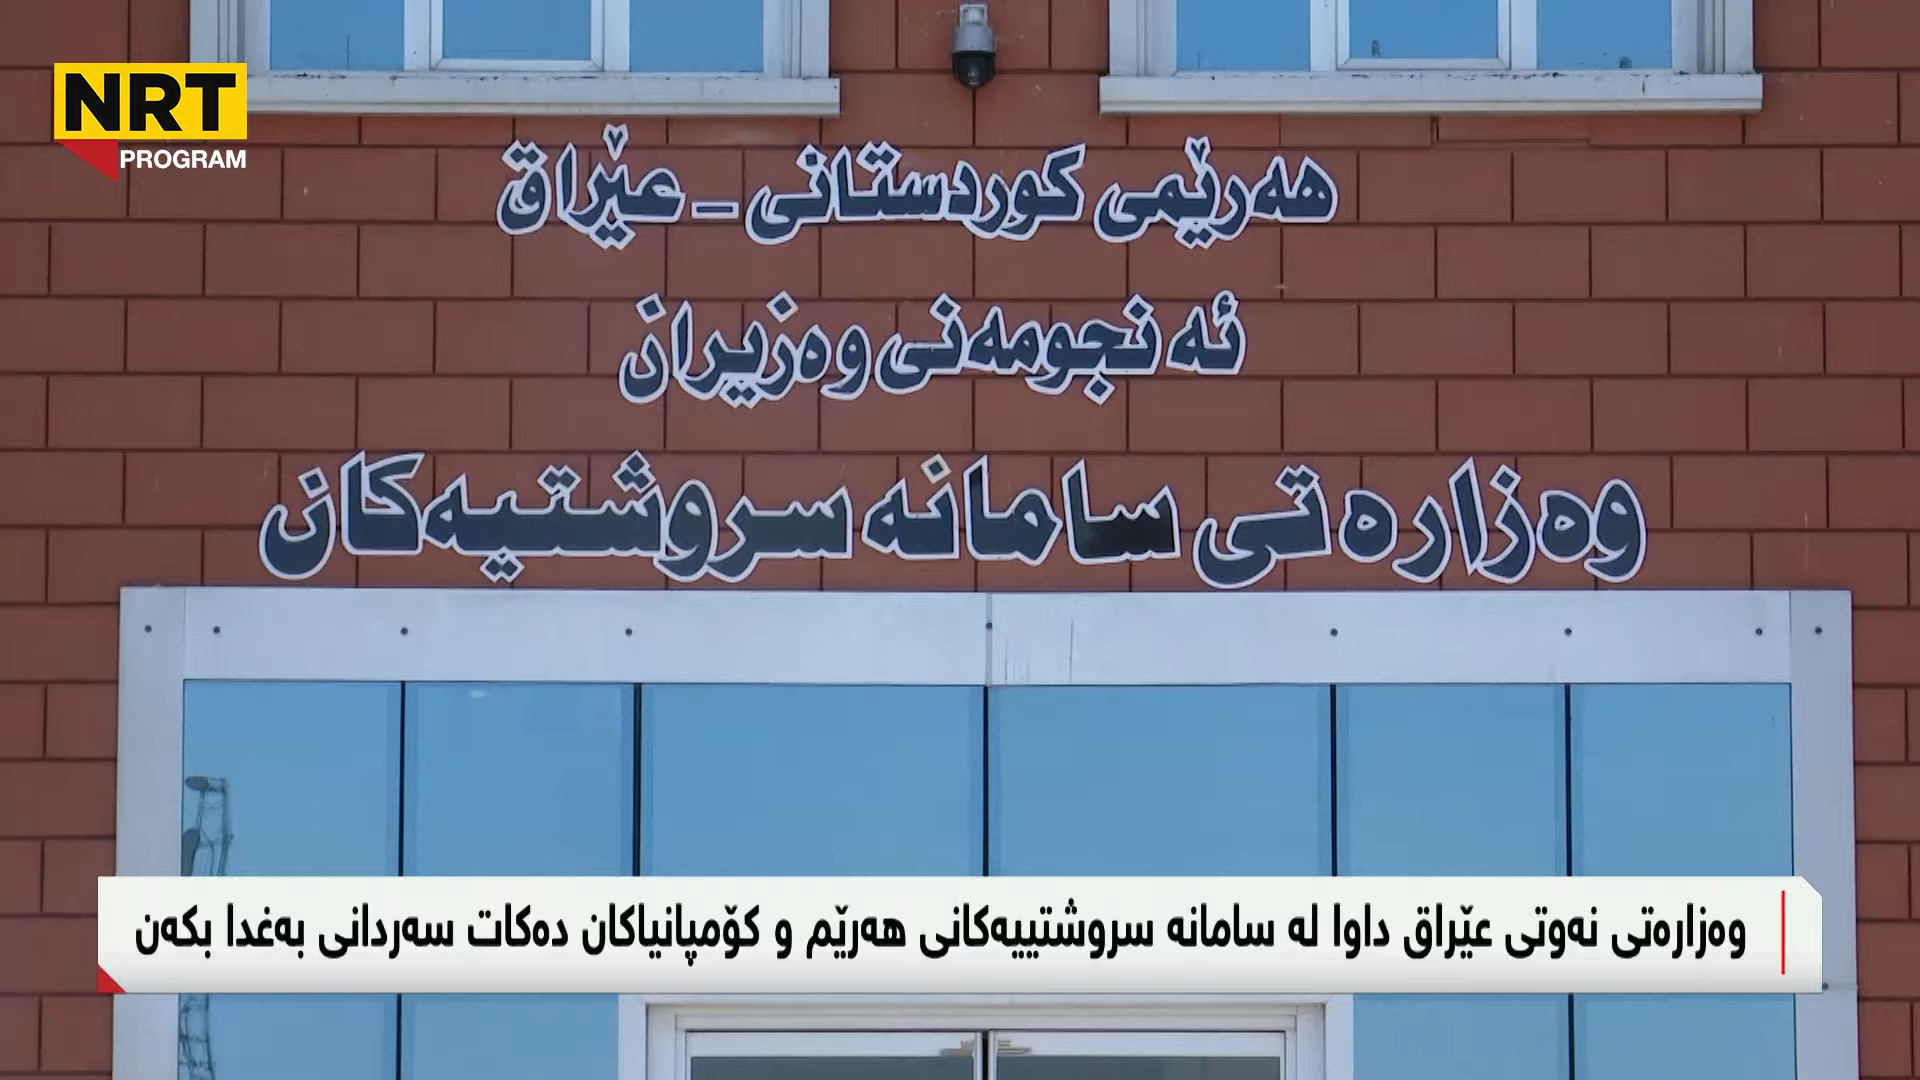 NRT
PROGRAM
هەرێمی کوردستانی - عێراق
ئەنجومەنی وەزیران
وەزارەتی سامانە سروشتیەکان
وەزارەتی نەوتی عێراق داوا لە سامانە سروشتییەکانی هەرێم و کۆمپانیاکان دەکات سەردانی بەغدا بکەن